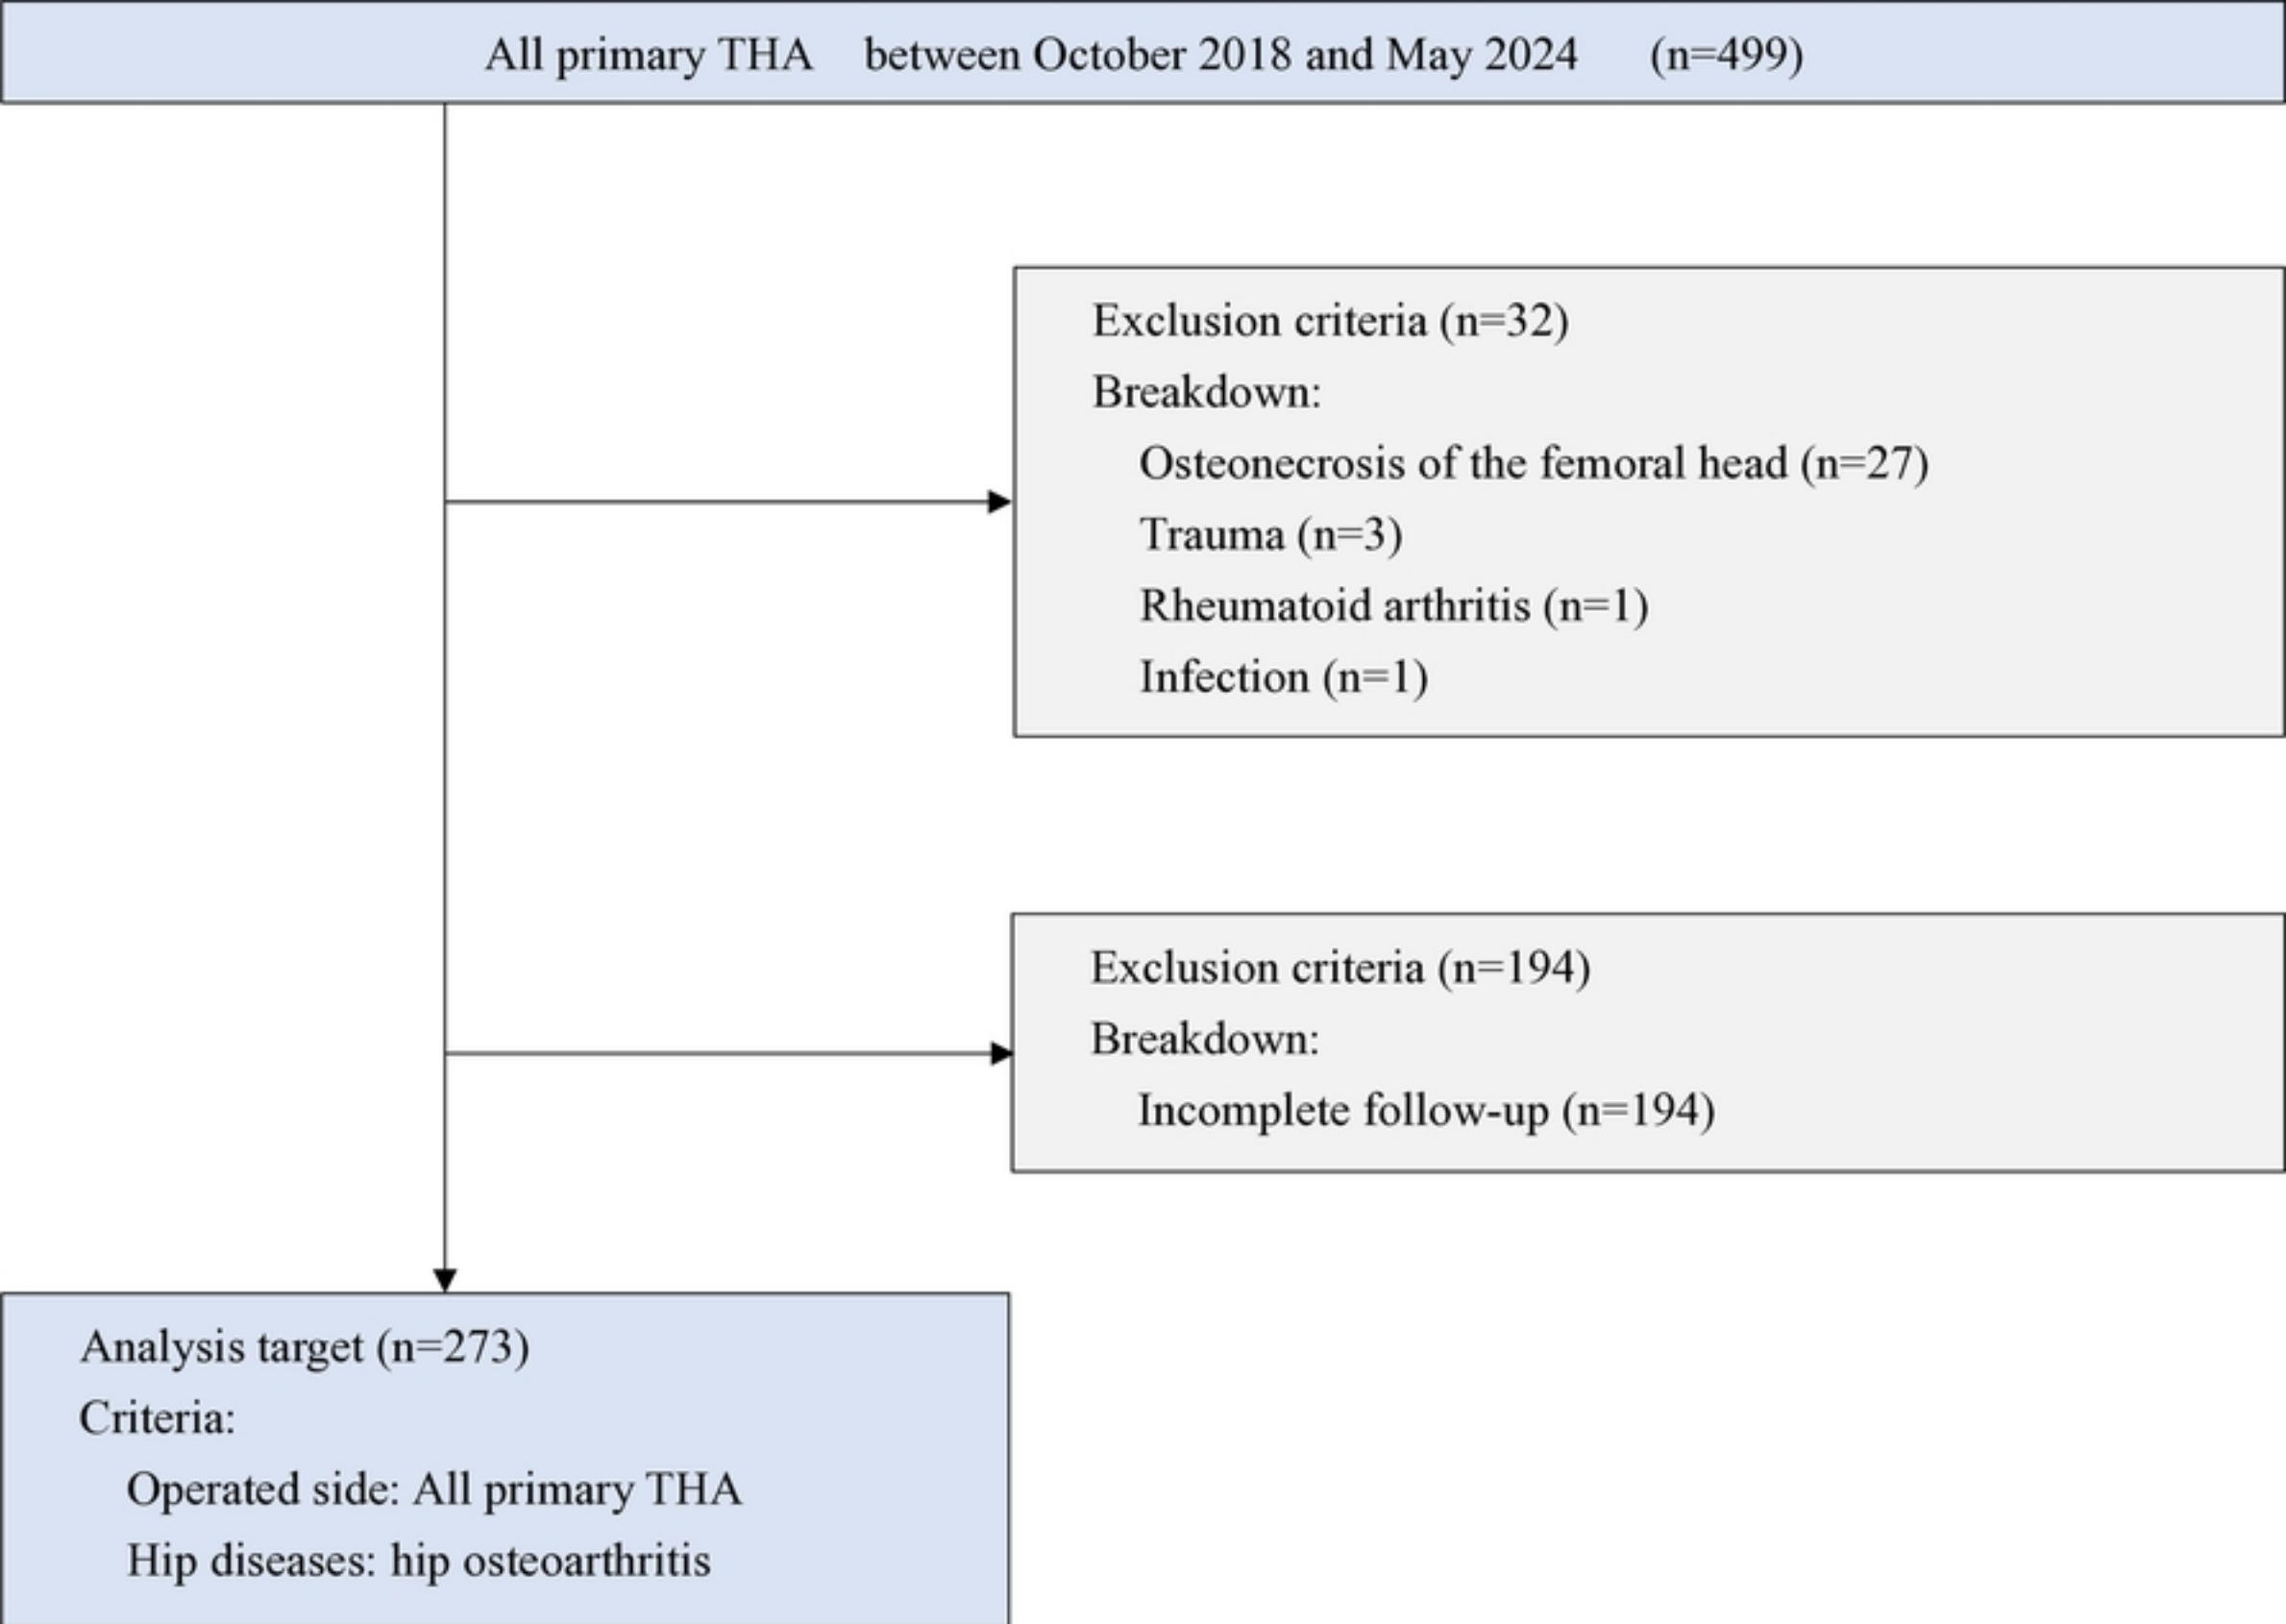 All primary THA between October 2018 and May 2024 (n=499)
Exclusion criteria (n=32)
Breakdown:
Osteonecrosis of the femoral head (n=27)
Trauma (n=3)
Rheumatoid arthritis (n=1)
Infection (n=1)
Exclusion criteria (n=194)
Breakdown:
Incomplete follow-up (n=194)
Analysis target (n=273)
Criteria:
Operated side: All primary THA
Hip diseases: hip osteoarthritis